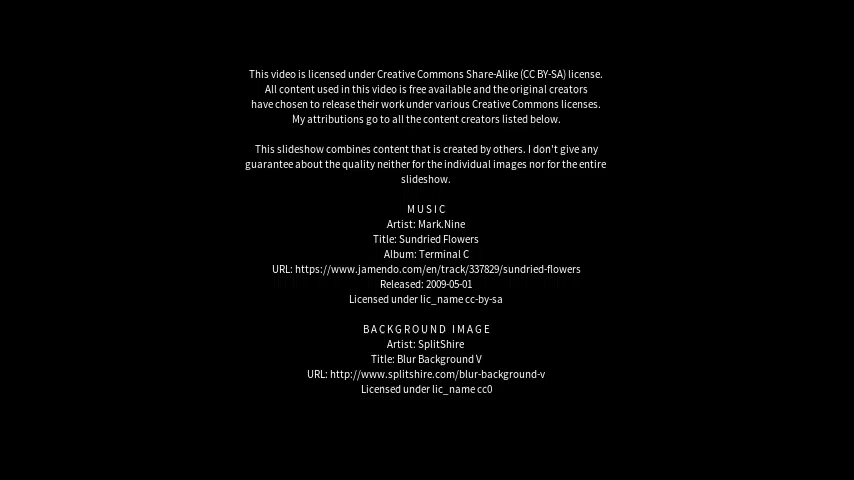 This video is licensed under Creative Commons Share-Alike (CC BY-SA) license.
All content used in this video is free available and the original creators
have chosen to release their work under various Creative Commons licenses.
My attributions go to all the content creators listed below.
This slideshow combines content that is created by others. I don't give any
guarantee about the quality neither for the individual images nor for the entire
slideshow.
MUSIC
Artist: Mark.Nine
Title: Sundried Flowers
Album: Terminal C
URL: https://www.jamendo.com/en/track/337829/sundried-flowers
Released: 2009-05-01
Licensed under lic_name cc-by-sa
BACKGROUND IMAGE
Artist: SplitShire
Title: Blur Background V
URL: http://www.splitshire.com/blur-background-v
Licensed under lic_name cc0